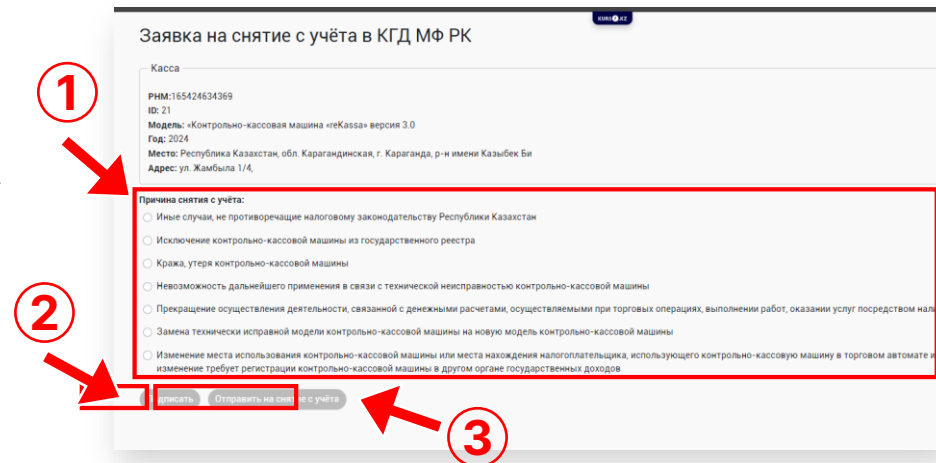 KURS.KZ
Заявка на снятие с учёта в КГД МФ РК
Касса
1
РНМ:165424634369
ID: 21
Модель: «Контрольно-кассовая машина «reKassa» версия 3.0
Год: 2024
Место: Республика Казахстан, обл. Карагандинская, г. Караганда, р-н имени Казыбек Би
Адрес: ул. Жамбыла 1/4,
Причина снятия с учёта:
Иные случаи, не противоречащие налоговому законодательству Республики Казахстан
Исключение контрольно-кассовой машины из государственного реестра
Кража, утеря контрольно-кассовой машины
Невозможность дальнейшего применения в связи с технической неисправностью контрольно-кассовой машины
2
Прекращение осуществления деятельности, связанной с денежными расчетами, осуществляемыми при торговых операциях, выполнении работ, оказании услуг посредством нали
Замена технически исправной модели контрольно-кассовой машины на новую модель контрольно-кассовой машины
Изменение места использования контрольно-кассовой машины или места нахождения налогоплательщика, использующего контрольно-кассовую машину в торговом автомате и
изменение требует регистрации контрольно-кассовой машины в другом органе государственных доходов
Подписать Отправить на снятие с учёта
3